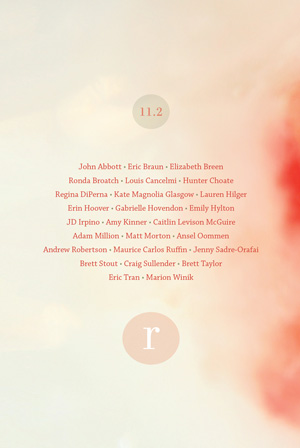 11.2
John Abbott • Eric Braun • Elizabeth Breen
Ronda Broatch • Louis Cancelmi • Hunter Choate
Regina DiPerna • Kate Magnolia Glasgow • Lauren Hilger
Erin Hoover • Gabrielle Hovendon • Emily Hylton
JD Irpino • Amy Kinner • Caitlin Levison McGuire
Adam Million • Matt Morton • Ansel Oommen
Andrew Robertson • Maurice Carlos Ruffin • Jenny Sadre-Orafai
Brett Stout • Craig Sullender • Brett Taylor
Eric Tran • Marion Winik
r